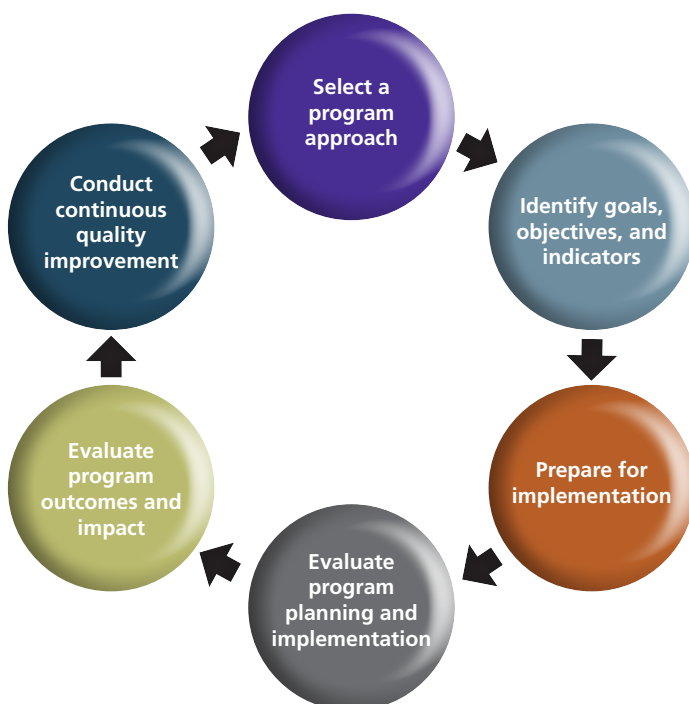 Select a
program
approach
Identify goals,
objectives, and
indicators
Prepare for
implementation
Evaluate
program
planning and
implementation
Evaluate
program
outcomes and
impact
Conduct
continuous
quality
improvement